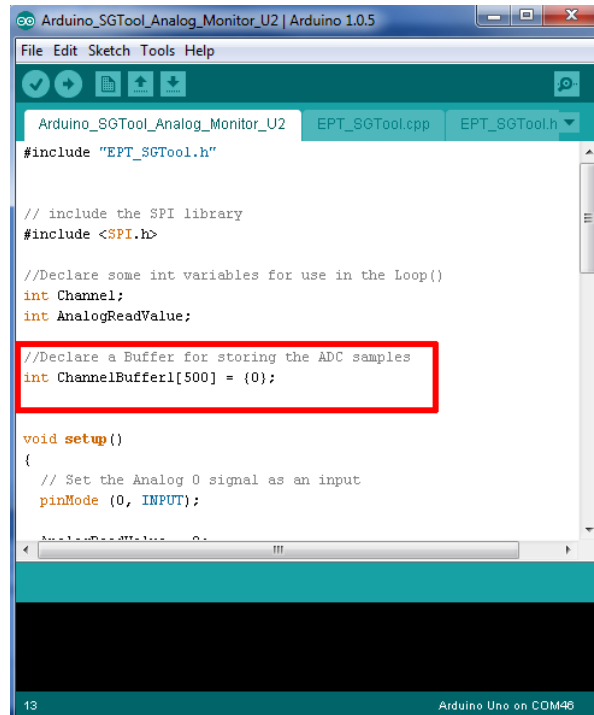 Arduino_SGTool_Analog_Monitor_U2 | Arduino 1.0.5
File Edit Sketch Tools Help
Arduino_SGTool_Analog_Monitor_U2 EPT_SGTool.cpp EPT_SGTool.h
#include "EPT_SGTool.h"
// include the SPI library
#include <SPI.h>
//Declare some int variables for use in the Loop()
int Channel;
int AnalogReadValue;
//Declare a Buffer for storing the ADC samples
int ChannelBuffer1[500] = {0};
void setup()
{
// Set the Analog 0 signal as an input
pinMode (0, INPUT);
13 Arduino Uno on COM46